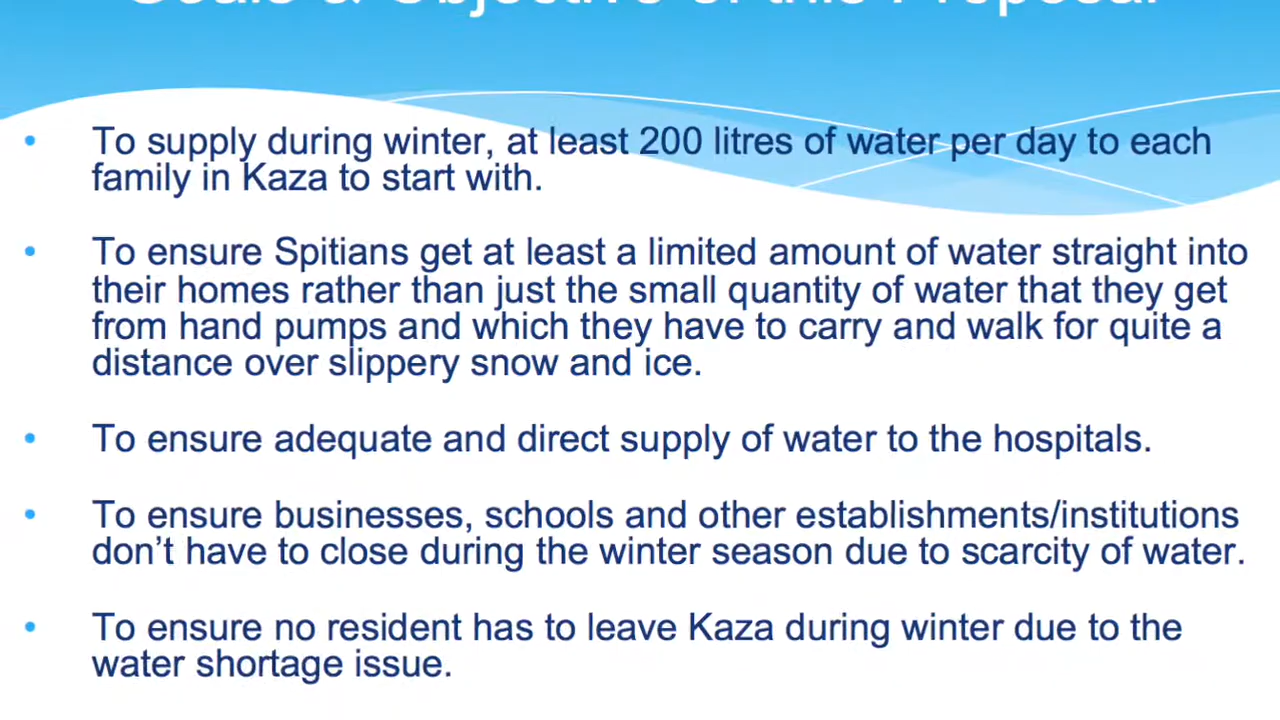 Goals & Objective of this Proposal
• To supply during winter, at least 200 litres of water per day to each
family in Kaza to start with.
• To ensure Spitians get at least a limited amount of water straight into
their homes rather than just the small quantity of water that they get
from hand pumps and which they have to carry and walk for quite a
distance over slippery snow and ice.
• To ensure adequate and direct supply of water to the hospitals.
• To ensure businesses, schools and other establishments/institutions
don’t have to close during the winter season due to scarcity of water.
• To ensure no resident has to leave Kaza during winter due to the
water shortage issue.